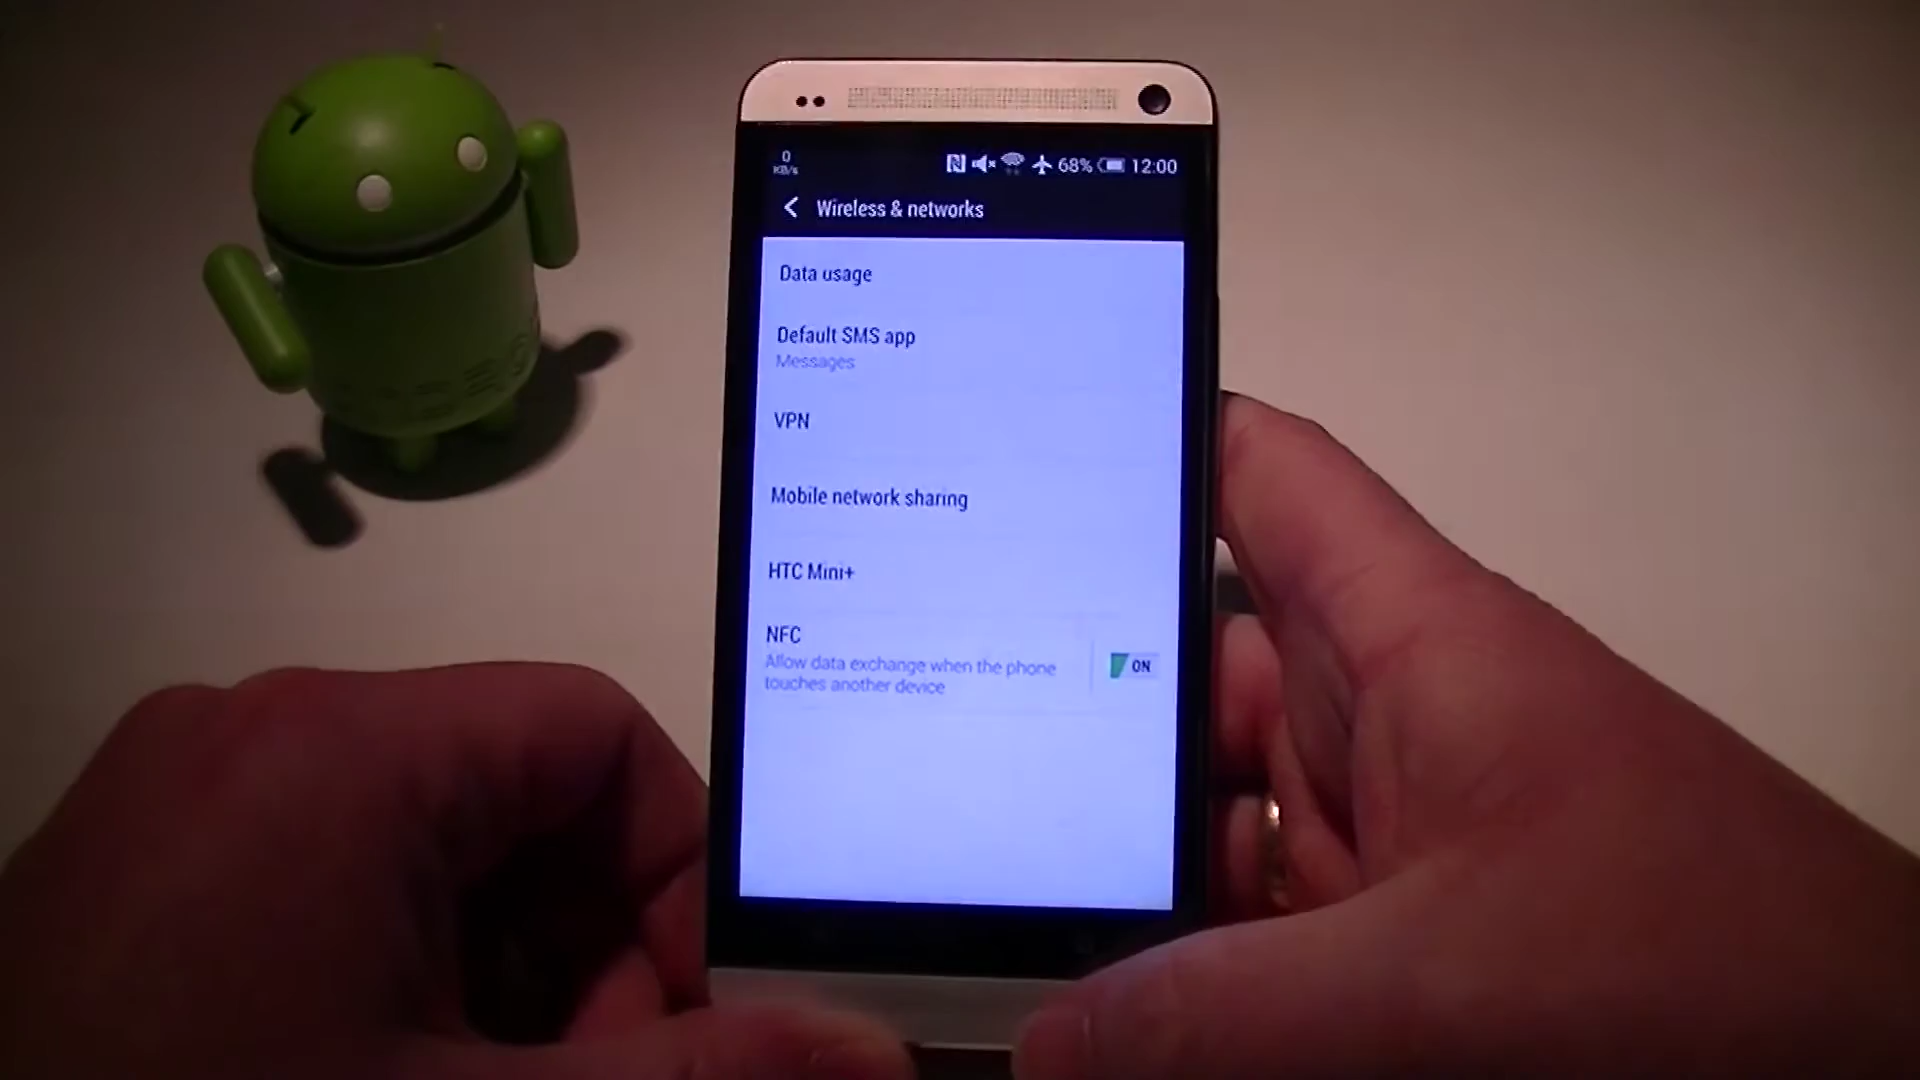 0
KB/s
68%
12:00
Wireless & networks
Data usage
Default SMS app
Messages
VPN
Mobile network sharing
HTC Mini+
NFC
Allow data exchange when the phone
touches another device
ON